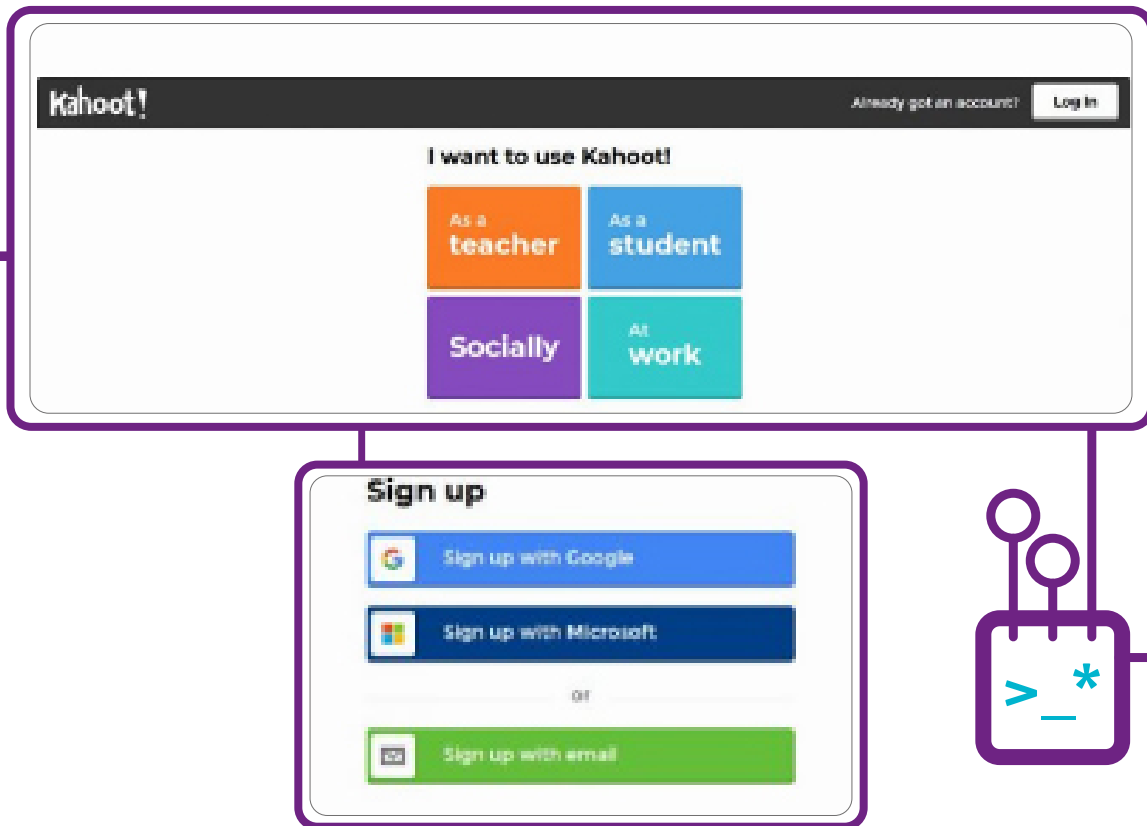 Kahoot!
Already got an account?
Log in
I want to use Kahoot!
As a
teacher
As a
student
Socially
At
work
Sign up
Sign up with Google
Sign up with Microsoft
or
Sign up with email
>_*